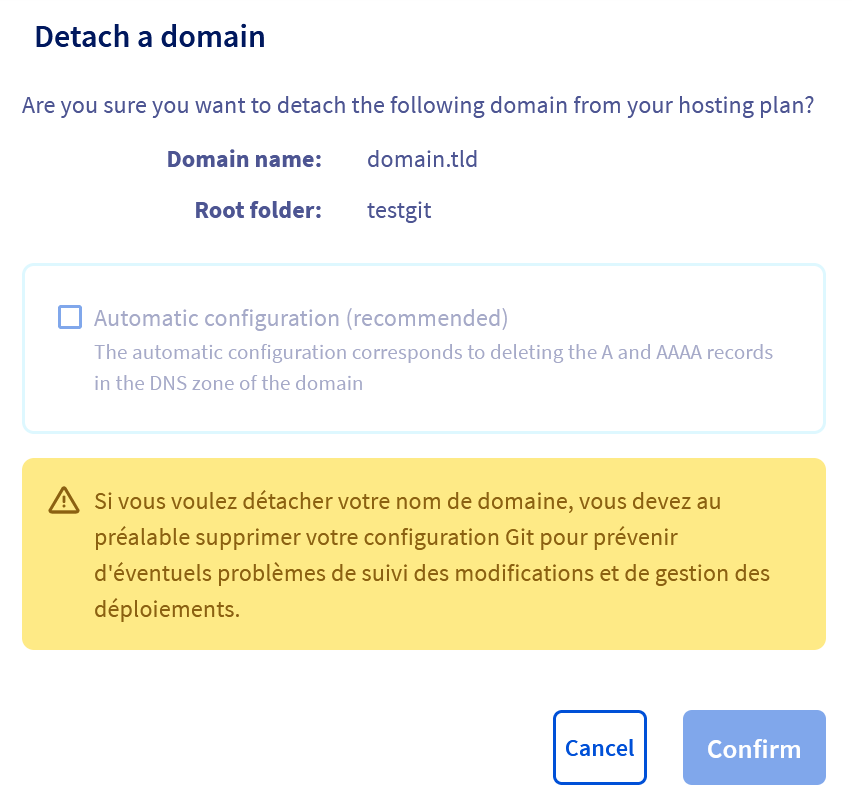 Detach a domain
Are you sure you want to detach the following domain from your hosting plan?
Domain name: domain.tld
Root folder: testgit
Automatic configuration (recommended)
The automatic configuration corresponds to deleting the A and AAAA records
in the DNS zone of the domain
Si vous voulez détacher votre nom de domaine, vous devez au
préalable supprimer votre configuration Git pour prévenir
d'éventuels problèmes de suivi des modifications et de gestion des
déploiements.
Cancel Confirm